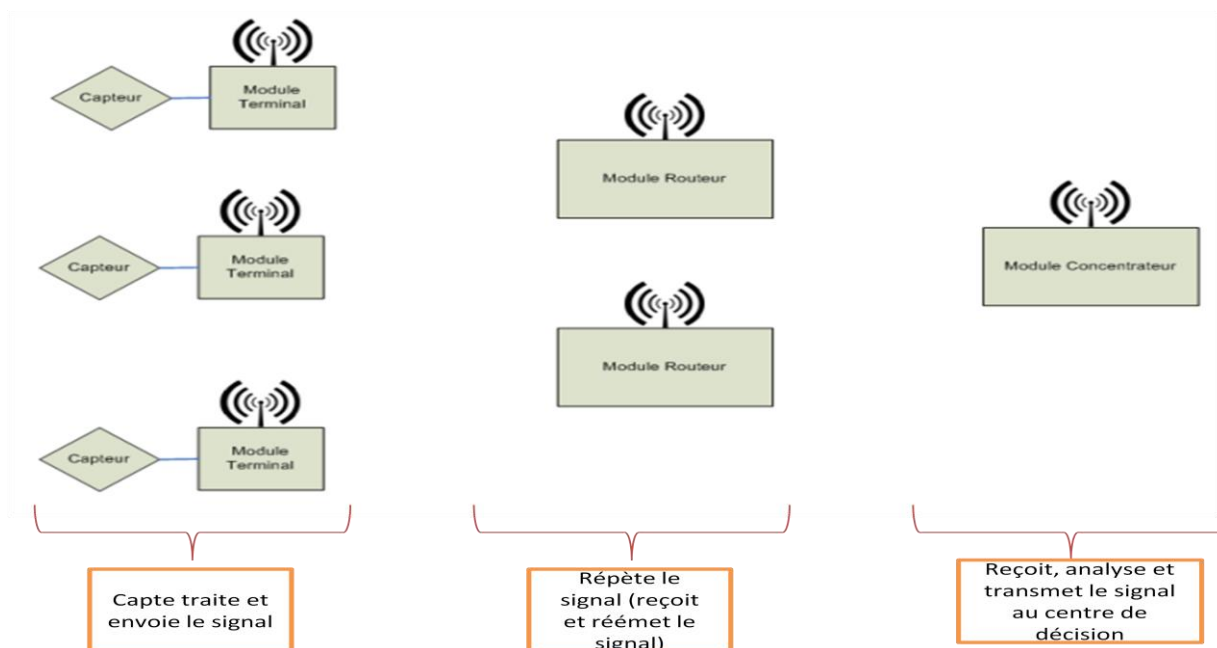 Capteur
Module
Terminal
Capteur
Module
Terminal
Capteur
Module
Terminal
Module Routeur
Module Routeur
Module Concentrateur
Capte traite et
envoie le signal
Répète le
signal (reçoit
et réémet le
signal)
Reçoit, analyse et
transmet le signal
au centre de
décision